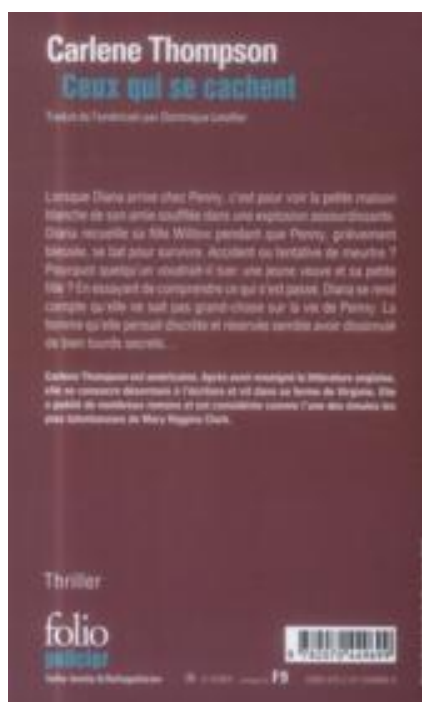 Carlene Thompson
Ceux qui se cachent
Traduit de l'américain par Dominique
Lorsque Diana arrive chez Penny, c'est pour voir la petite maison
blanche de son amie soufflée dans une explosion assourdissante.
Diana recueille sa fille Willow pendant que Penny, grièvement
blessée, se bat pour survivre. Accident ou tentative de meurtre ?
Pourquoi quelqu'un voudrait-il tuer une jeune veuve et sa petite
fille ? En essayant de comprendre ce qui s'est passé, Diana se rend
compte qu'elle ne sait pas grand-chose sur la vie de Penny. La
femme qu'elle pensait discrète et réservée semble avoir dissimulé
de bien lourds secrets...
Carlene Thompson est américaine. Après avoir enseigné la littérature anglaise,
elle se consacre désormais à l'écriture et vit dans sa ferme de Virginie. Elle
a publié de nombreux romans et est considérée comme l'une des émules les
plus talentueuses de Mary Higgins Clark.
Thriller
folio
policier
F9